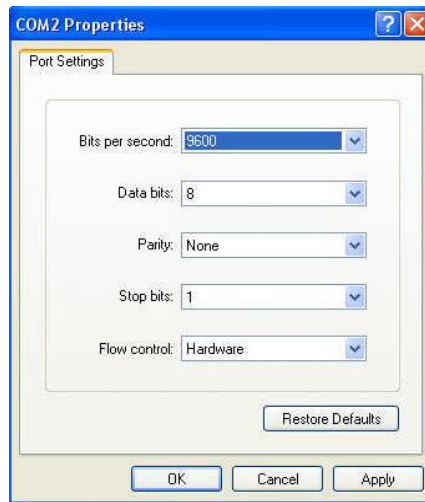 COM2 Properties
Port Settings
Bits per second: 9600
Data bits: 8
Parity: None
Stop bits: 1
Flow control: Hardware
Restore Defaults
OK Cancel Apply